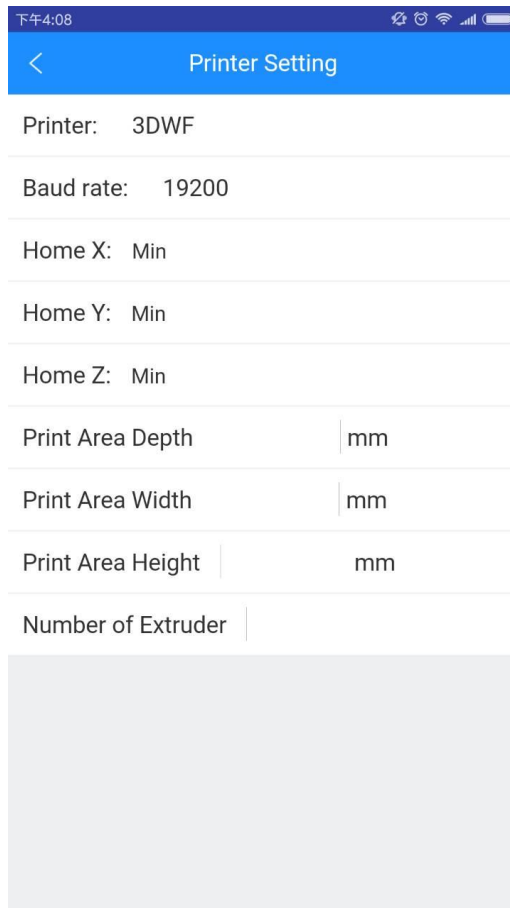 下午4:08
Printer Setting
Printer: 3DWF
Baud rate: 19200
Home X: Min
Home Y: Min
Home Z: Min
Print Area Depth mm
Print Area Width mm
Print Area Height mm
Number of Extruder